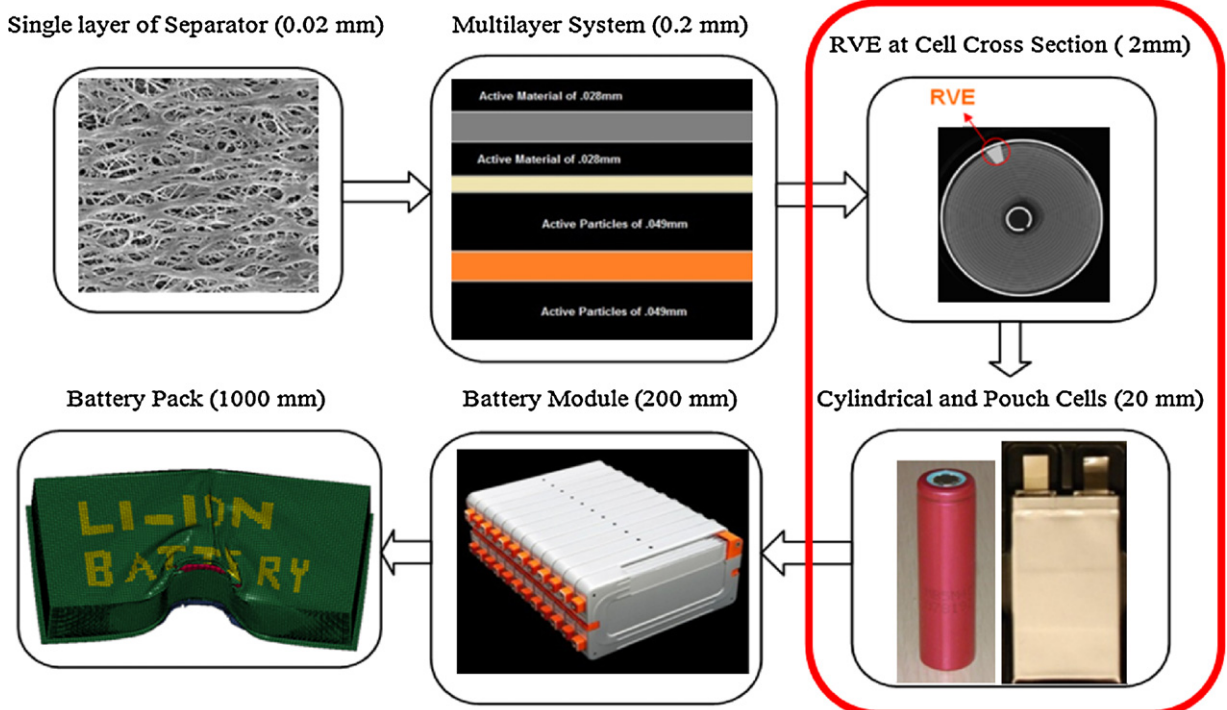 Single layer of Separator (0.02 mm)
Multilayer System (0.2 mm)
RVE at Cell Cross Section ( 2mm)
Active Material of .028mm
Active Material of .028mm
Active Particles of .049mm
Active Particles of .049mm
RVE
Battery Pack (1000 mm)
Battery Module (200 mm)
Cylindrical and Pouch Cells (20 mm)
LI-ION
BATTERY